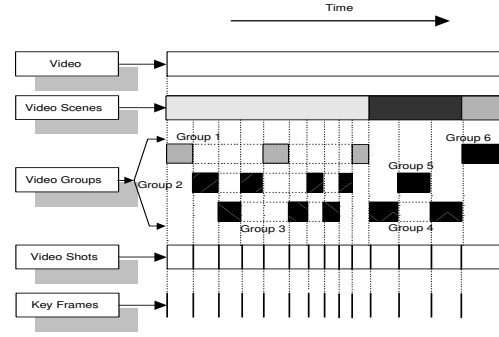 Time
Video
Video Scenes
Group 1
Group 6
Video Groups
Group 2
Group 5
Group 3
Group 4
Video Shots
Key Frames